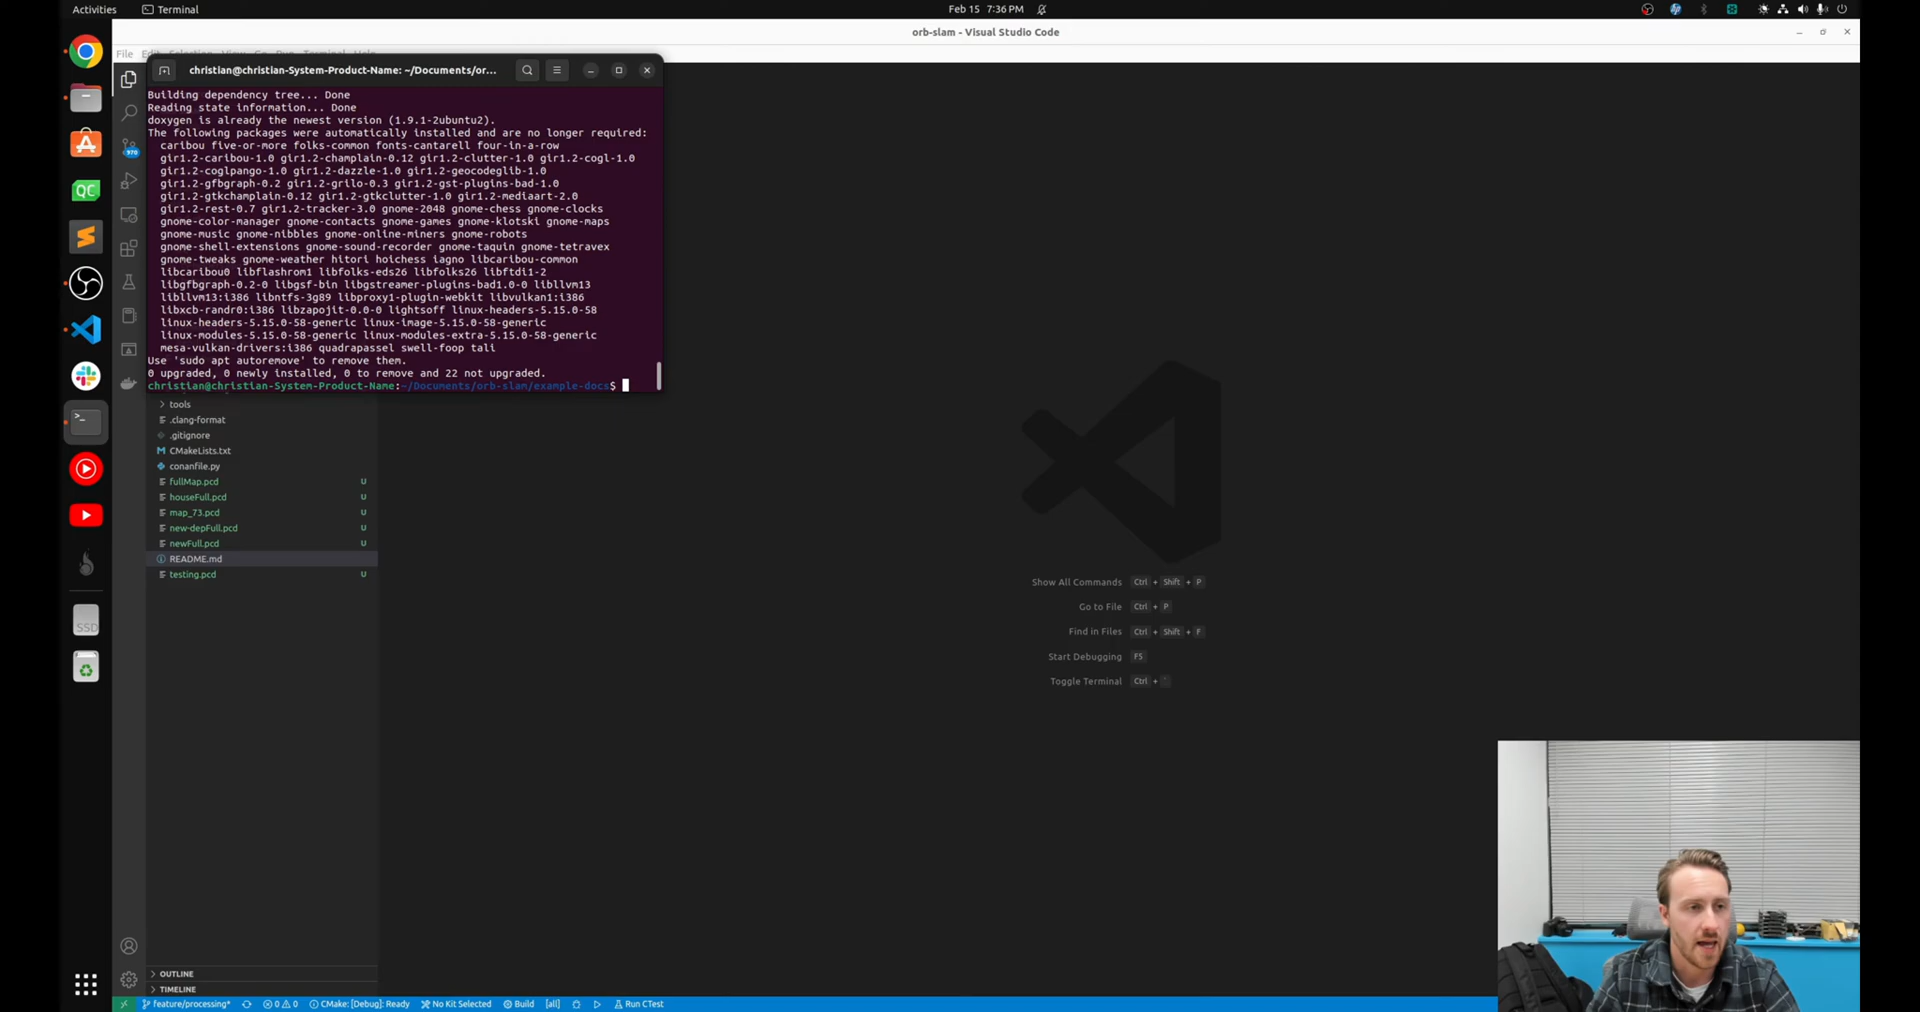 Activities
Terminal
Feb 15 7:36 PM
orb-slam - Visual Studio Code
christian@christian-System-Product-Name: ~/Documents/or...
Building dependency tree... Done
Reading state information... Done
doxygen is already the newest version (1.9.1-2ubuntu2).
The following packages were automatically installed and are no longer required:
caribou five-or-more folks-common fonts-cantarell four-in-a-row
gir1.2-caribou-1.0 gir1.2-champlain-0.12 gir1.2-clutter-1.0 gir1.2-cogl-1.0
gir1.2-coglpango-1.0 gir1.2-dazzle-1.0 gir1.2-geocodeglib-1.0
gir1.2-gfbgraph-0.2 gir1.2-grilo-0.3 gir1.2-gst-plugins-bad-1.0
gir1.2-gtkchamplain-0.12 gir1.2-gtkclutter-1.0 gir1.2-mediaart-2.0
gir1.2-rest-0.7 gir1.2-tracker-3.0 gnome-2048 gnome-chess gnome-clocks
gnome-color-manager gnome-contacts gnome-games gnome-klotski gnome-maps
gnome-music gnome-nibbles gnome-online-miners gnome-robots
gnome-shell-extensions gnome-sound-recorder gnome-taquin gnome-tetravex
gnome-tweaks gnome-weather hitori hoichess iagno libcaribou-common
libcaribou0 libflashrom1 libfolks-eds26 libfolks26 libftdi1-2
libgfbgraph-0.2-0 libgsf-bin libgstreamer-plugins-bad1.0-0 libllvm13
libllvm13:i386 libntfs-3g89 libproxy1-plugin-webkit libvulkan1:i386
libxcb-randr0:i386 libzapojit-0.0-0 lightsoff linux-headers-5.15.0-58
linux-headers-5.15.0-58-generic linux-image-5.15.0-58-generic
linux-modules-5.15.0-58-generic linux-modules-extra-5.15.0-58-generic
mesa-vulkan-drivers:i386 quadrapassel swell-foop tali
Use 'sudo apt autoremove' to remove them.
0 upgraded, 0 newly installed, 0 to remove and 22 not upgraded.
christian@christian-System-Product-Name:~/Documents/orb-slam/example-docs$
970
QC
SSD
tools
.clang-format
.gitignore
CMakeLists.txt
conanfile.py
fullMap.pcd U
houseFull.pcd U
map_73.pcd U
new-depFull.pcd U
newFull.pcd U
README.md
testing.pcd U
Show All Commands Ctrl + Shift + P
Go to File Ctrl + P
Find in Files Ctrl + Shift + F
Start Debugging F5
Toggle Terminal Ctrl + `
OUTLINE
TIMELINE
feature/processing* 0 0 CMake: [Debug]: Ready No Kit Selected Build [all] Run CTest